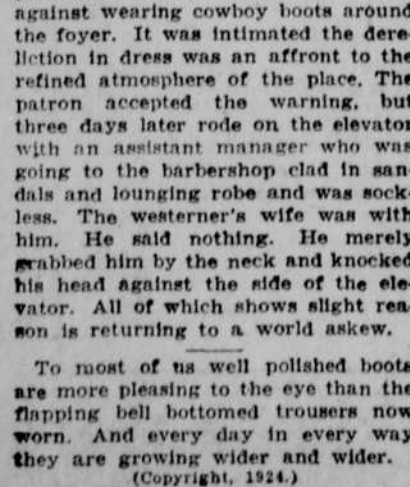 against wearing cowboy boots around
the foyer. It was intimated the dere-
liction in dress was an affront to the
refined atmosphere of the place. The
patron accepted the warning, but
three days later rode on the elevator
with an assistant manager who was
going to the barbershop clad in san-
dals and lounging robe and was sock-
less. The westerner's wife was with
him. He said nothing. He merely
grabbed him by the neck and knocked
his head against the side of the ele-
vator. All of which shows slight rea-
son is returning to a world askew.
To most of us well polished boots
are more pleasing to the eye than the
flapping bell bottomed trousers now
worn. And every day in every way
they are growing wider and wider.
(Copyright, 1924.)